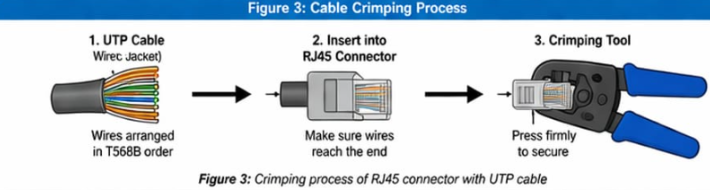 Figure 3: Cable Crimping Process
1. UTP Cable
Wirec Jacket)
Wires arranged
in T568B order
2. Insert into
RJ45 Connector
Make sure wires
reach the end
3. Crimping Tool
Press firmly
to secure
Figure 3: Crimping process of RJ45 connector with UTP cable